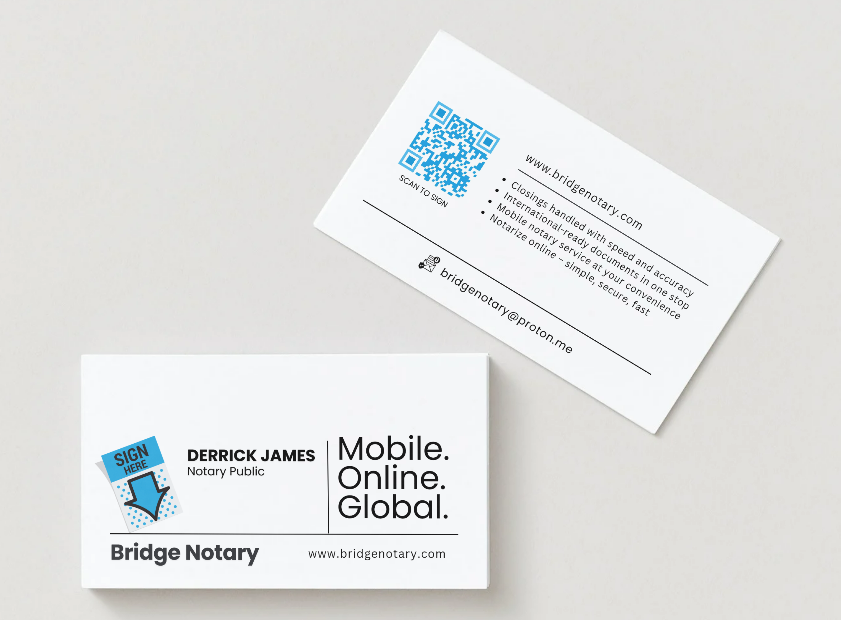 www.bridgenotary.com
• Closings handled with speed and accuracy
• International-ready documents in one stop
• Mobile notary service at your convenience
• Notarize online – simple, secure, fast
SCAN TO SIGN
bridgenotary@proton.me
SIGN
HERE
DERRICK JAMES
Notary Public
Mobile.
Online.
Global.
Bridge Notary
www.bridgenotary.com